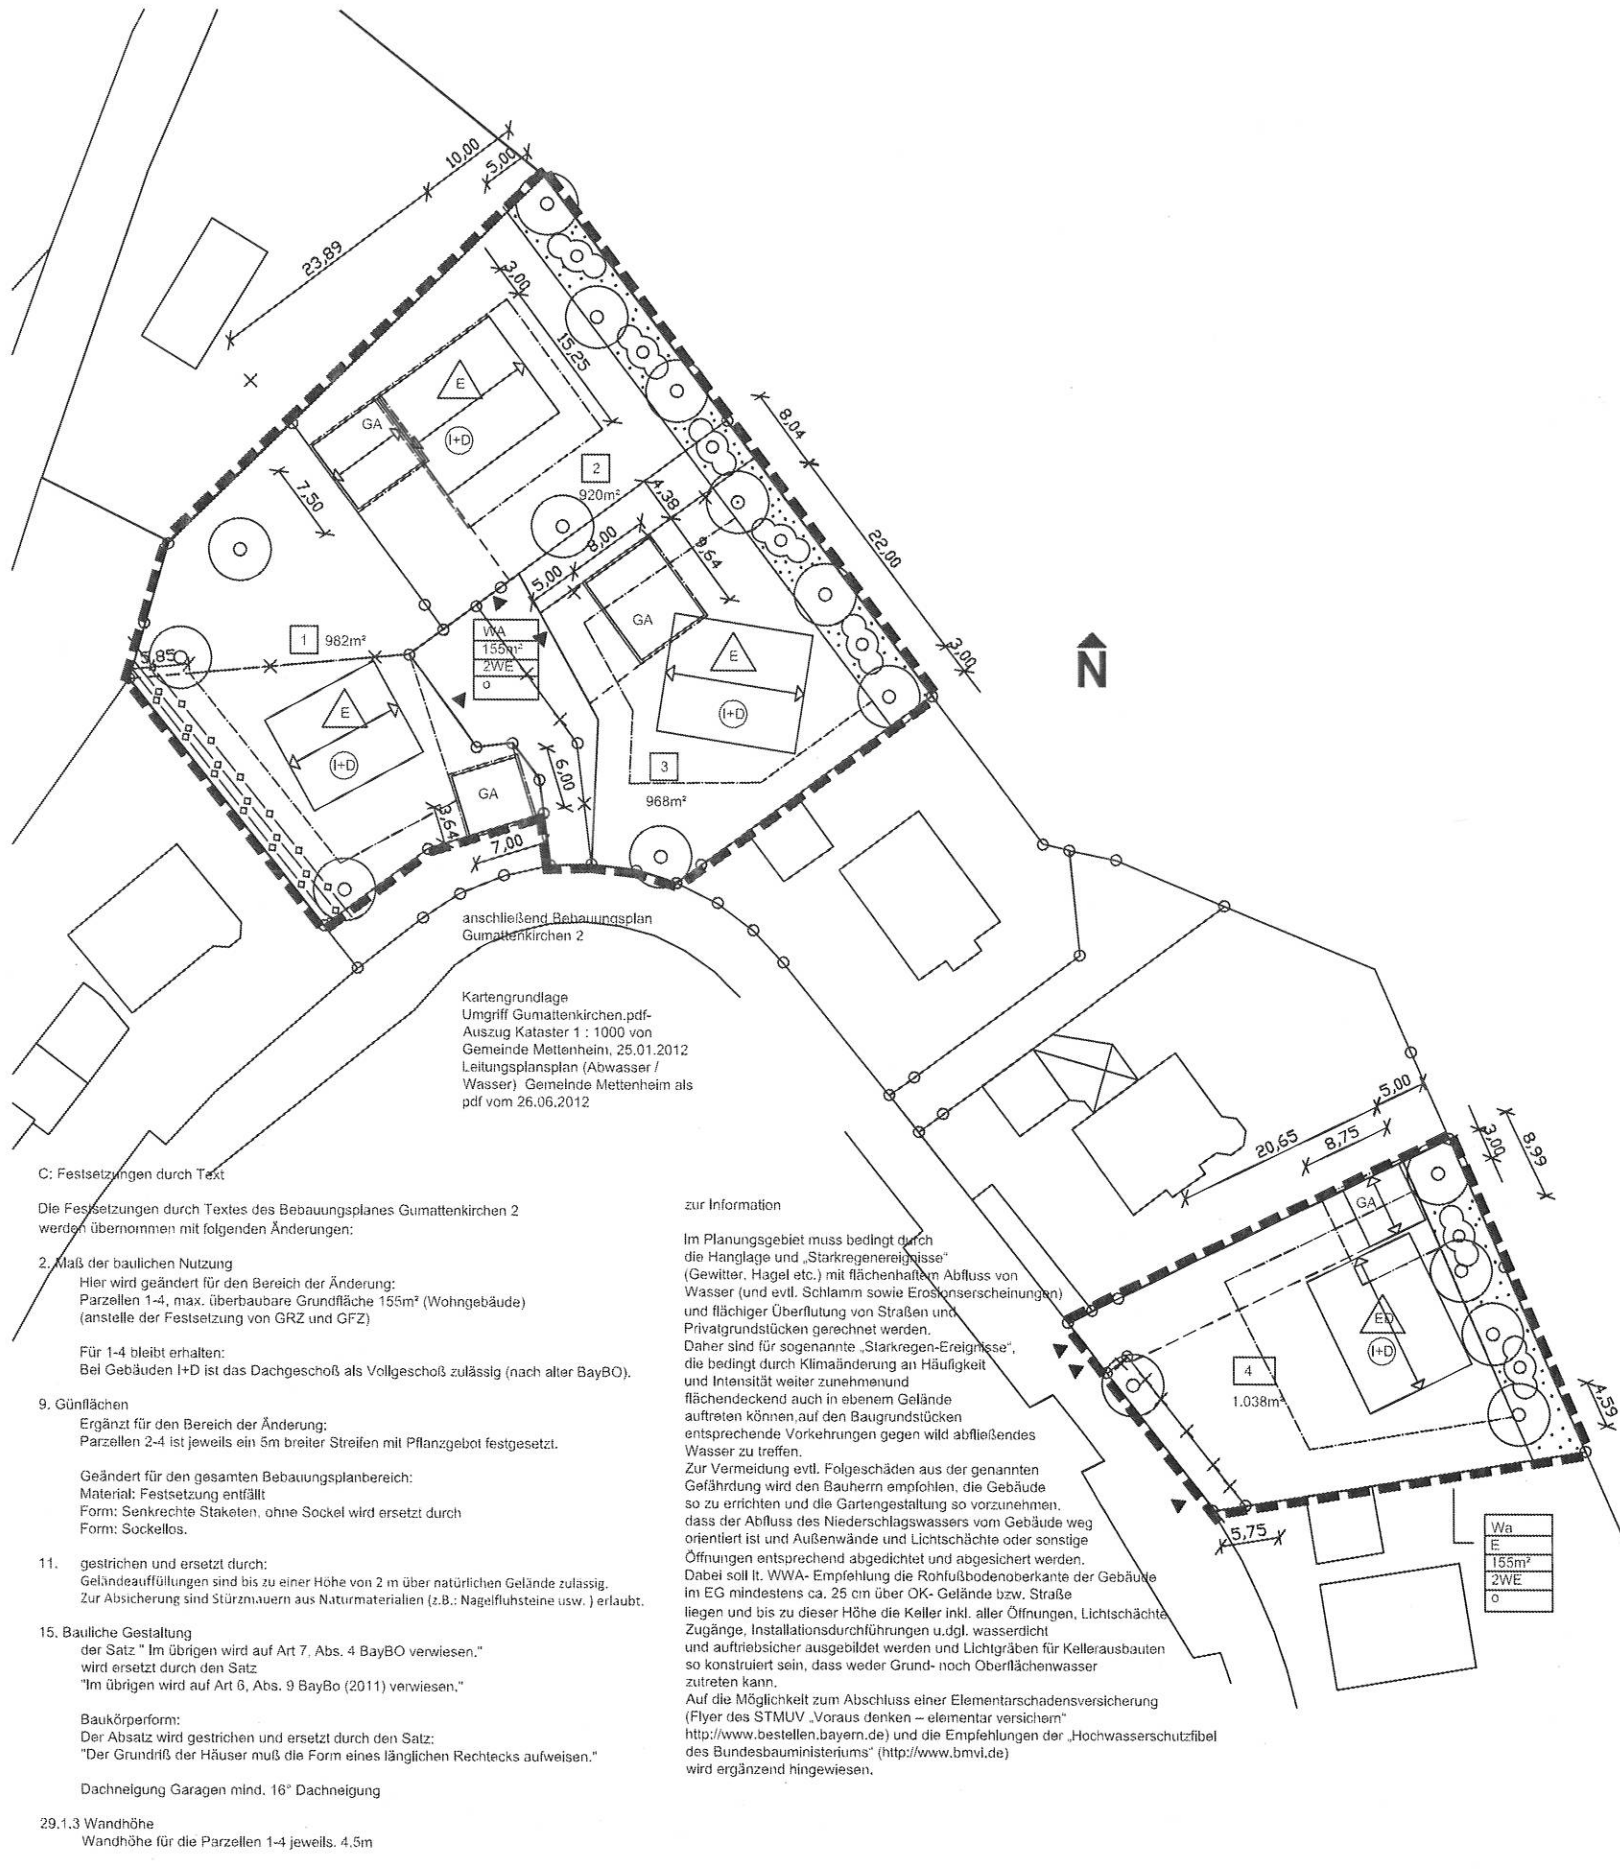 10,00
5,00
23,89
3,00
15,25
E
GA
I+D
8,04
2
920m²
7,50
4,38
8,00
9,64
22,00
5,00
GA
1
982m²
WA
155m²
2WE
o
5,85
E
3,00
N
E
I+D
I+D
3
968m²
6,00
GA
3,64
7,00
anschließend Bebauungsplan
Gumattenkirchen 2
Kartengrundlage
Umgriff Gumattenkirchen.pdf-
Auszug Kataster 1 : 1000 von
Gemeinde Mettenheim, 25.01.2012
Leitungsplansplan (Abwasser /
Wasser) Gemeinde Mettenheim als
pdf vom 26.06.2012
5,00
20,65
8,75
3,00
8,99
GA
ED
I+D
4
1.038m²
4,59
5,75
Wa
E
155m²
2WE
o
C: Festsetzungen durch Text
Die Festsetzungen durch Textes des Bebauungsplanes Gumattenkirchen 2
werden übernommen mit folgenden Änderungen:
2. Maß der baulichen Nutzung
Hier wird geändert für den Bereich der Änderung:
Parzellen 1-4, max. überbaubare Grundfläche 155m² (Wohngebäude)
(anstelle der Festsetzung von GRZ und GFZ)
Für 1-4 bleibt erhalten:
Bei Gebäuden I+D ist das Dachgeschoß als Vollgeschoß zulässig (nach alter BayBO).
9. Günflächen
Ergänzt für den Bereich der Änderung:
Parzellen 2-4 ist jeweils ein 5m breiter Streifen mit Pflanzgebot festgesetzt.
Geändert für den gesamten Bebauungsplanbereich:
Material: Festsetzung entfällt
Form: Senkrechte Staketen, ohne Sockel wird ersetzt durch
Form: Sockellos.
11. gestrichen und ersetzt durch:
Geländeauffüllungen sind bis zu einer Höhe von 2 m über natürlichen Gelände zulässig.
Zur Absicherung sind Stürzmauern aus Naturmaterialien (z.B.: Nagelfluhsteine usw. ) erlaubt.
15. Bauliche Gestaltung
der Satz " Im übrigen wird auf Art 7, Abs. 4 BayBO verwiesen."
wird ersetzt durch den Satz
"Im übrigen wird auf Art 6, Abs. 9 BayBo (2011) verwiesen."
Baukörperform:
Der Absatz wird gestrichen und ersetzt durch den Satz:
"Der Grundriß der Häuser muß die Form eines länglichen Rechtecks aufweisen."
Dachneigung Garagen mind. 16° Dachneigung
29.1.3 Wandhöhe
Wandhöhe für die Parzellen 1-4 jeweils. 4,5m
zur Information
Im Planungsgebiet muss bedingt durch
die Hanglage und „Starkregenereignisse“
(Gewitter, Hagel etc.) mit flächenhaftem Abfluss von
Wasser (und evtl. Schlamm sowie Erosionserscheinungen)
und flächiger Überflutung von Straßen und
Privatgrundstücken gerechnet werden.
Daher sind für sogenannte „Starkregen-Ereignisse“,
die bedingt durch Klimaänderung an Häufigkeit
und Intensität weiter zunehmenund
flächendeckend auch in ebenem Gelände
auftreten können,auf den Baugrundstücken
entsprechende Vorkehrungen gegen wild abfließendes
Wasser zu treffen.
Zur Vermeidung evtl. Folgeschäden aus der genannten
Gefährdung wird den Bauherrn empfohlen, die Gebäude
so zu errichten und die Gartengestaltung so vorzunehmen,
dass der Abfluss des Niederschlagswassers vom Gebäude weg
orientiert ist und Außenwände und Lichtschächte oder sonstige
Öffnungen entsprechend abgedichtet und abgesichert werden.
Dabei soll lt. WWA- Empfehlung die Rohfußbodenoberkante der Gebäude
im EG mindestens ca. 25 cm über OK- Gelände bzw. Straße
liegen und bis zu dieser Höhe die Keller inkl. aller Öffnungen, Lichtschächte
Zugänge, Installationsdurchführungen u.dgl. wasserdicht
und auftriebsicher ausgebildet werden und Lichtgräben für Kellerausbauten
so konstruiert sein, dass weder Grund- noch Oberflächenwasser
zutreten kann.
Auf die Möglichkeit zum Abschluss einer Elementarschadensversicherung
(Flyer des STMUV „Voraus denken – elementar versichern“
http://www.bestellen.bayern.de) und die Empfehlungen der „Hochwasserschutzfibel
des Bundesbauministeriums“ (http://www.bmvi.de)
wird ergänzend hingewiesen.